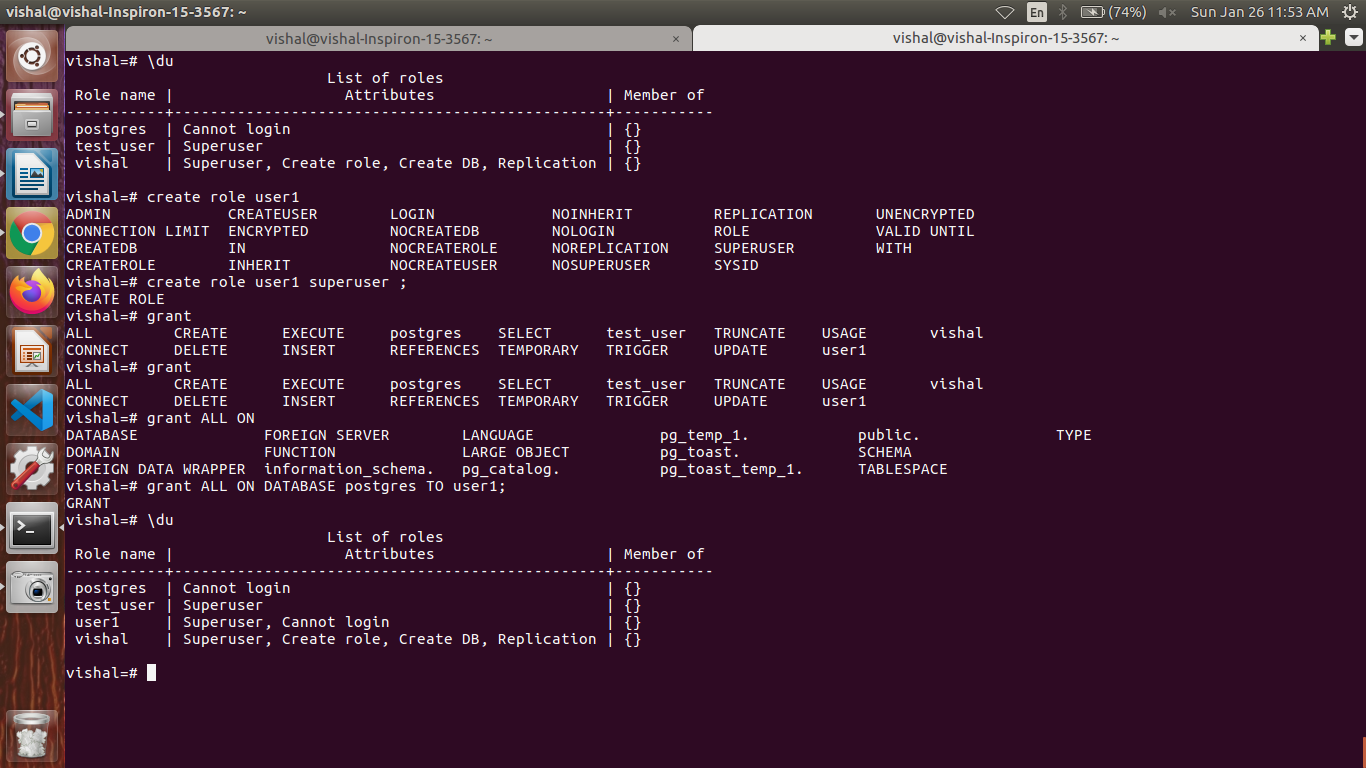 vishal@vishal-Inspiron-15-3567: ~
En (74%) Sun Jan 26 11:53 AM
vishal@vishal-Inspiron-15-3567: ~ × vishal@vishal-Inspiron-15-3567: ~ ×
vishal=# \du
                             List of roles
 Role name |                   Attributes                   | Member of
-----------+------------------------------------------------+-----------
 postgres  | Cannot login                                   | {}
 test_user | Superuser                                      | {}
 vishal    | Superuser, Create role, Create DB, Replication | {}

vishal=# create role user1
ADMIN             CREATEUSER        LOGIN             NOINHERIT         REPLICATION       UNENCRYPTED
CONNECTION LIMIT  ENCRYPTED         NOCREATEDB        NOLOGIN           ROLE              VALID UNTIL
CREATEDB          IN                NOCREATEROLE      NOREPLICATION     SUPERUSER         WITH
CREATEROLE        INHERIT           NOCREATEUSER      NOSUPERUSER       SYSID
vishal=# create role user1 superuser ;
CREATE ROLE
vishal=# grant
ALL         CREATE      EXECUTE     postgres    SELECT      test_user   TRUNCATE    USAGE       vishal
CONNECT     DELETE      INSERT      REFERENCES  TEMPORARY   TRIGGER     UPDATE      user1
vishal=# grant
ALL         CREATE      EXECUTE     postgres    SELECT      test_user   TRUNCATE    USAGE       vishal
CONNECT     DELETE      INSERT      REFERENCES  TEMPORARY   TRIGGER     UPDATE      user1
vishal=# grant ALL ON
DATABASE              FOREIGN SERVER        LANGUAGE              pg_temp_1.            public.               TYPE
DOMAIN                FUNCTION              LARGE OBJECT          pg_toast.             SCHEMA
FOREIGN DATA WRAPPER  information_schema.   pg_catalog.           pg_toast_temp_1.      TABLESPACE
vishal=# grant ALL ON DATABASE postgres TO user1;
GRANT
vishal=# \du
                             List of roles
 Role name |                   Attributes                   | Member of
-----------+------------------------------------------------+-----------
 postgres  | Cannot login                                   | {}
 test_user | Superuser                                      | {}
 user1     | Superuser, Cannot login                        | {}
 vishal    | Superuser, Create role, Create DB, Replication | {}

vishal=#